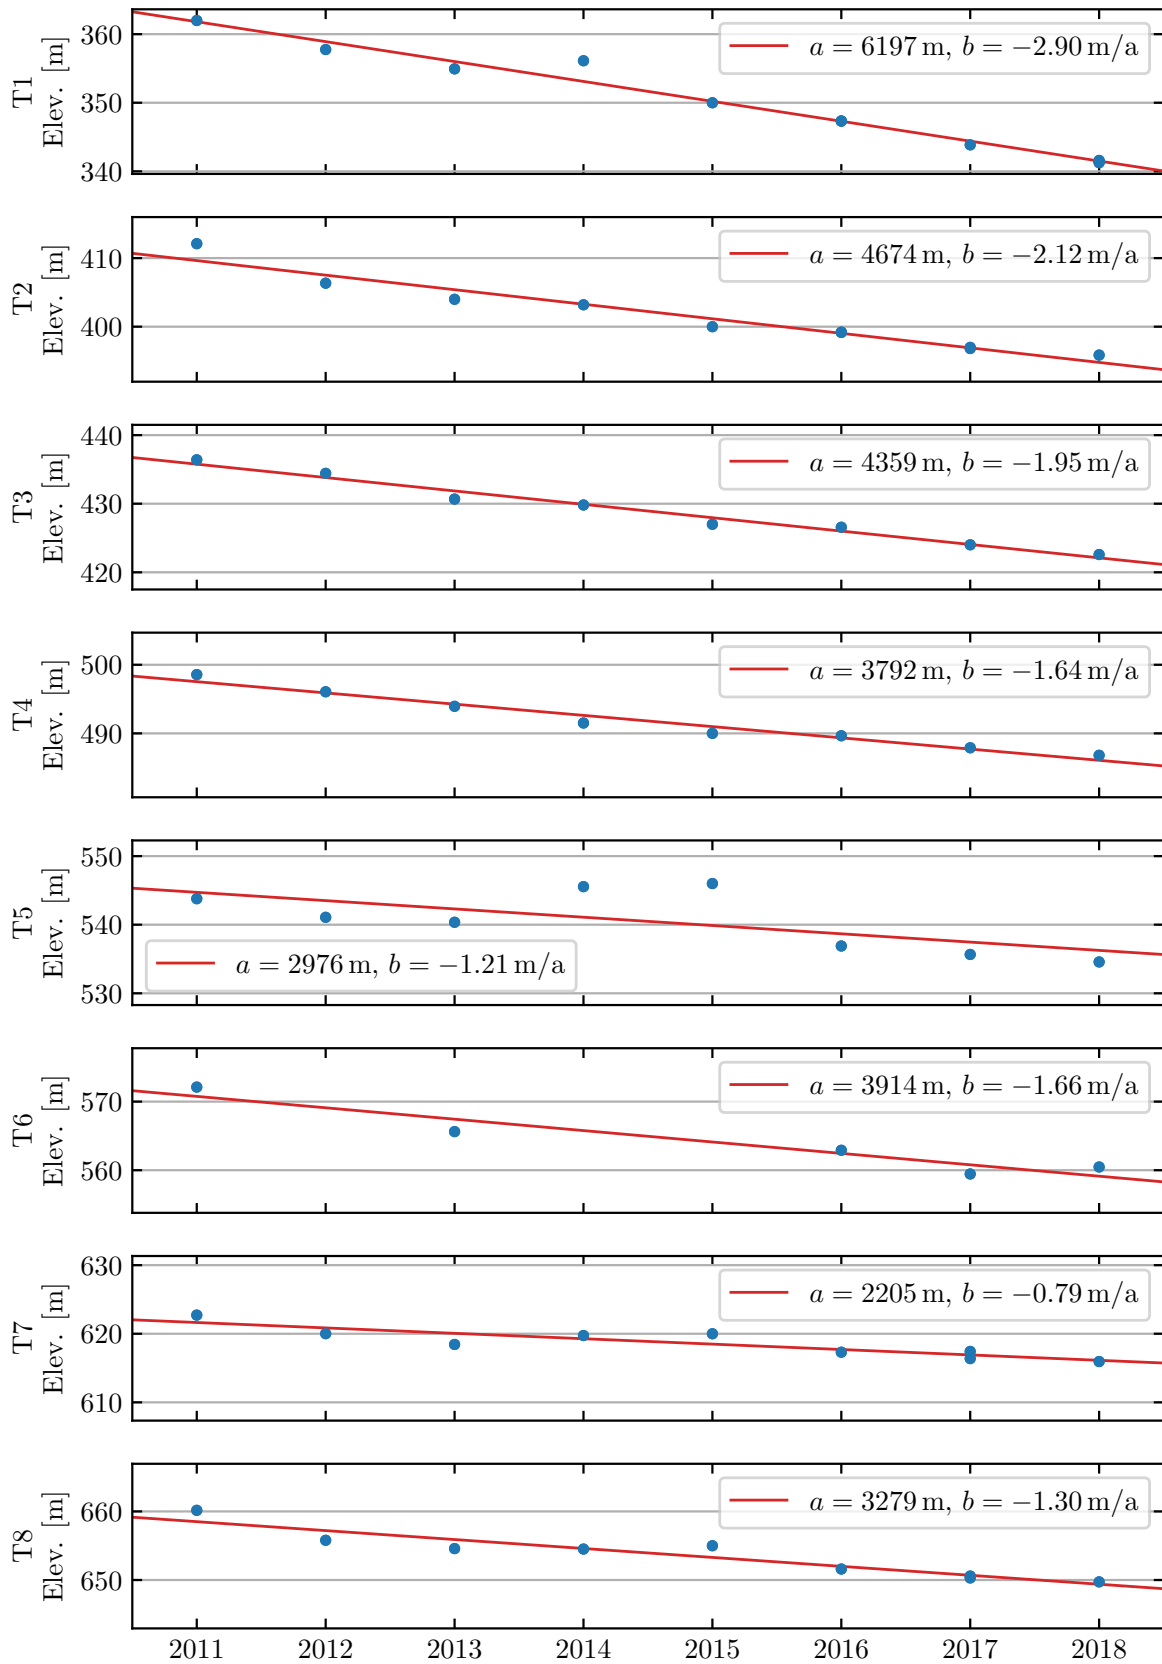 T1
Elev. [m]
360
350
340
a = 6197 m, b = −2.90 m/a
T2
Elev. [m]
410
400
a = 4674 m, b = −2.12 m/a
T3
Elev. [m]
440
430
420
a = 4359 m, b = −1.95 m/a
T4
Elev. [m]
500
490
a = 3792 m, b = −1.64 m/a
T5
Elev. [m]
550
540
530
a = 2976 m, b = −1.21 m/a
T6
Elev. [m]
570
560
a = 3914 m, b = −1.66 m/a
T7
Elev. [m]
630
620
610
a = 2205 m, b = −0.79 m/a
T8
Elev. [m]
660
650
a = 3279 m, b = −1.30 m/a
2011 2012 2013 2014 2015 2016 2017 2018